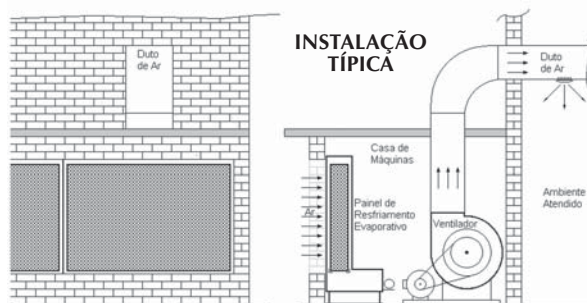 INSTALAÇÃO
TÍPICA
Duto
de Ar
Duto
de Ar
Casa de
Máquinas
Ar
Painel de
Resfriamento
Evaporativo
Ventilador
Ambiente
Atendido